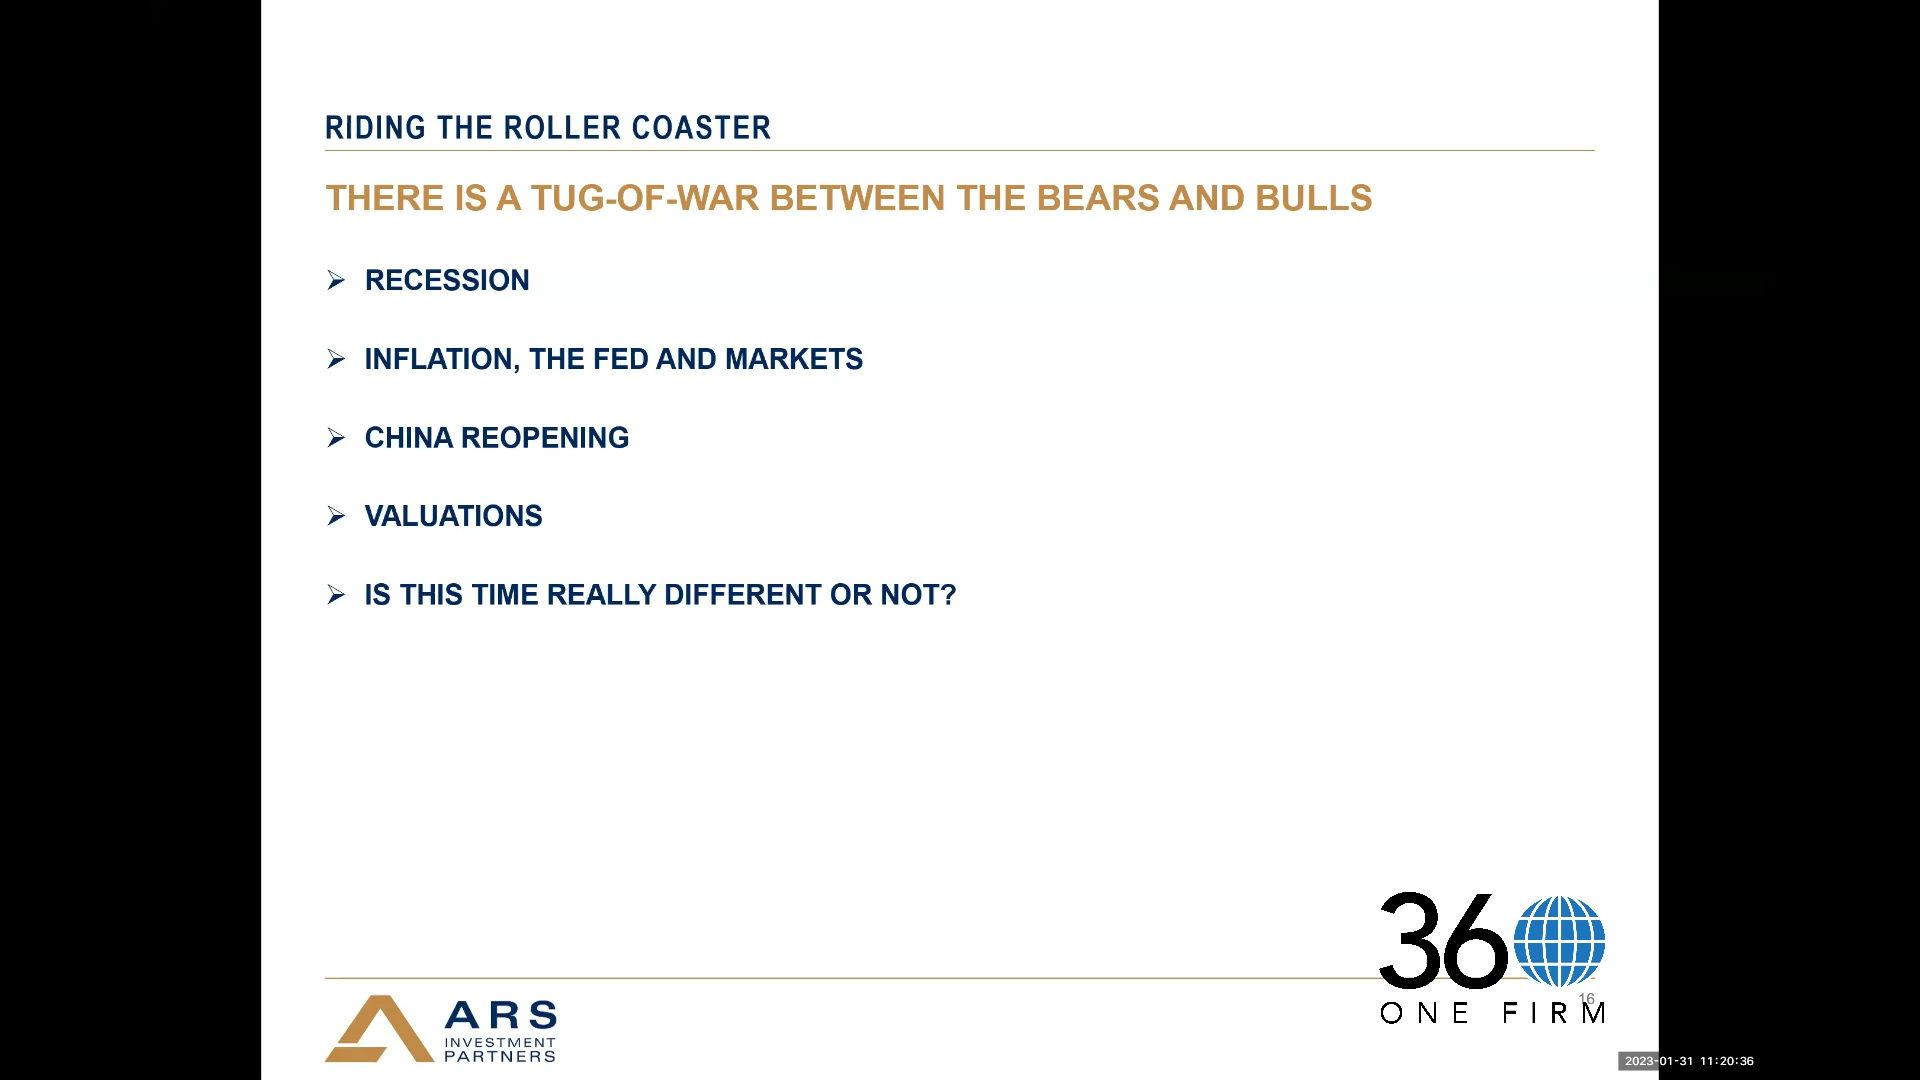 RIDING THE ROLLER COASTER
THERE IS A TUG-OF-WAR BETWEEN THE BEARS AND BULLS
RECESSION
INFLATION, THE FED AND MARKETS
CHINA REOPENING
VALUATIONS
IS THIS TIME REALLY DIFFERENT OR NOT?
360
16
ONE FIRM
ARS
INVESTMENT
PARTNERS
2023-01-31 11:20:36